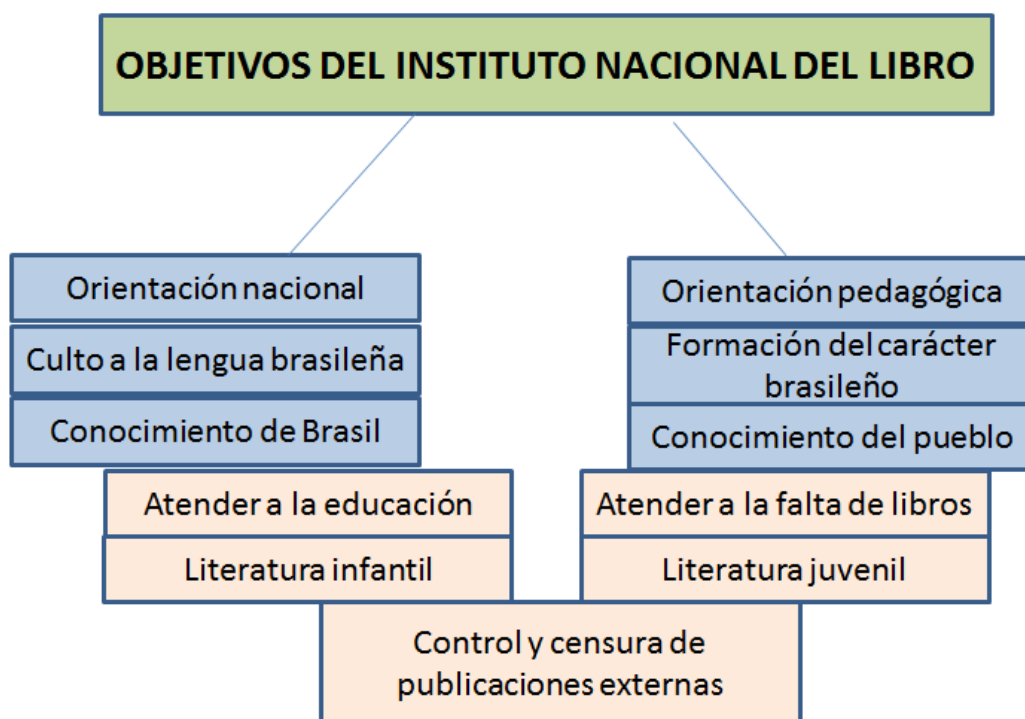 OBJETIVOS DEL INSTITUTO NACIONAL DEL LIBRO
Orientación nacional
Culto a la lengua brasileña
Conocimiento de Brasil
Orientación pedagógica
Formación del carácter
brasileño
Conocimiento del pueblo
Atender a la educación
Literatura infantil
Atender a la falta de libros
Literatura juvenil
Control y censura de
publicaciones externas